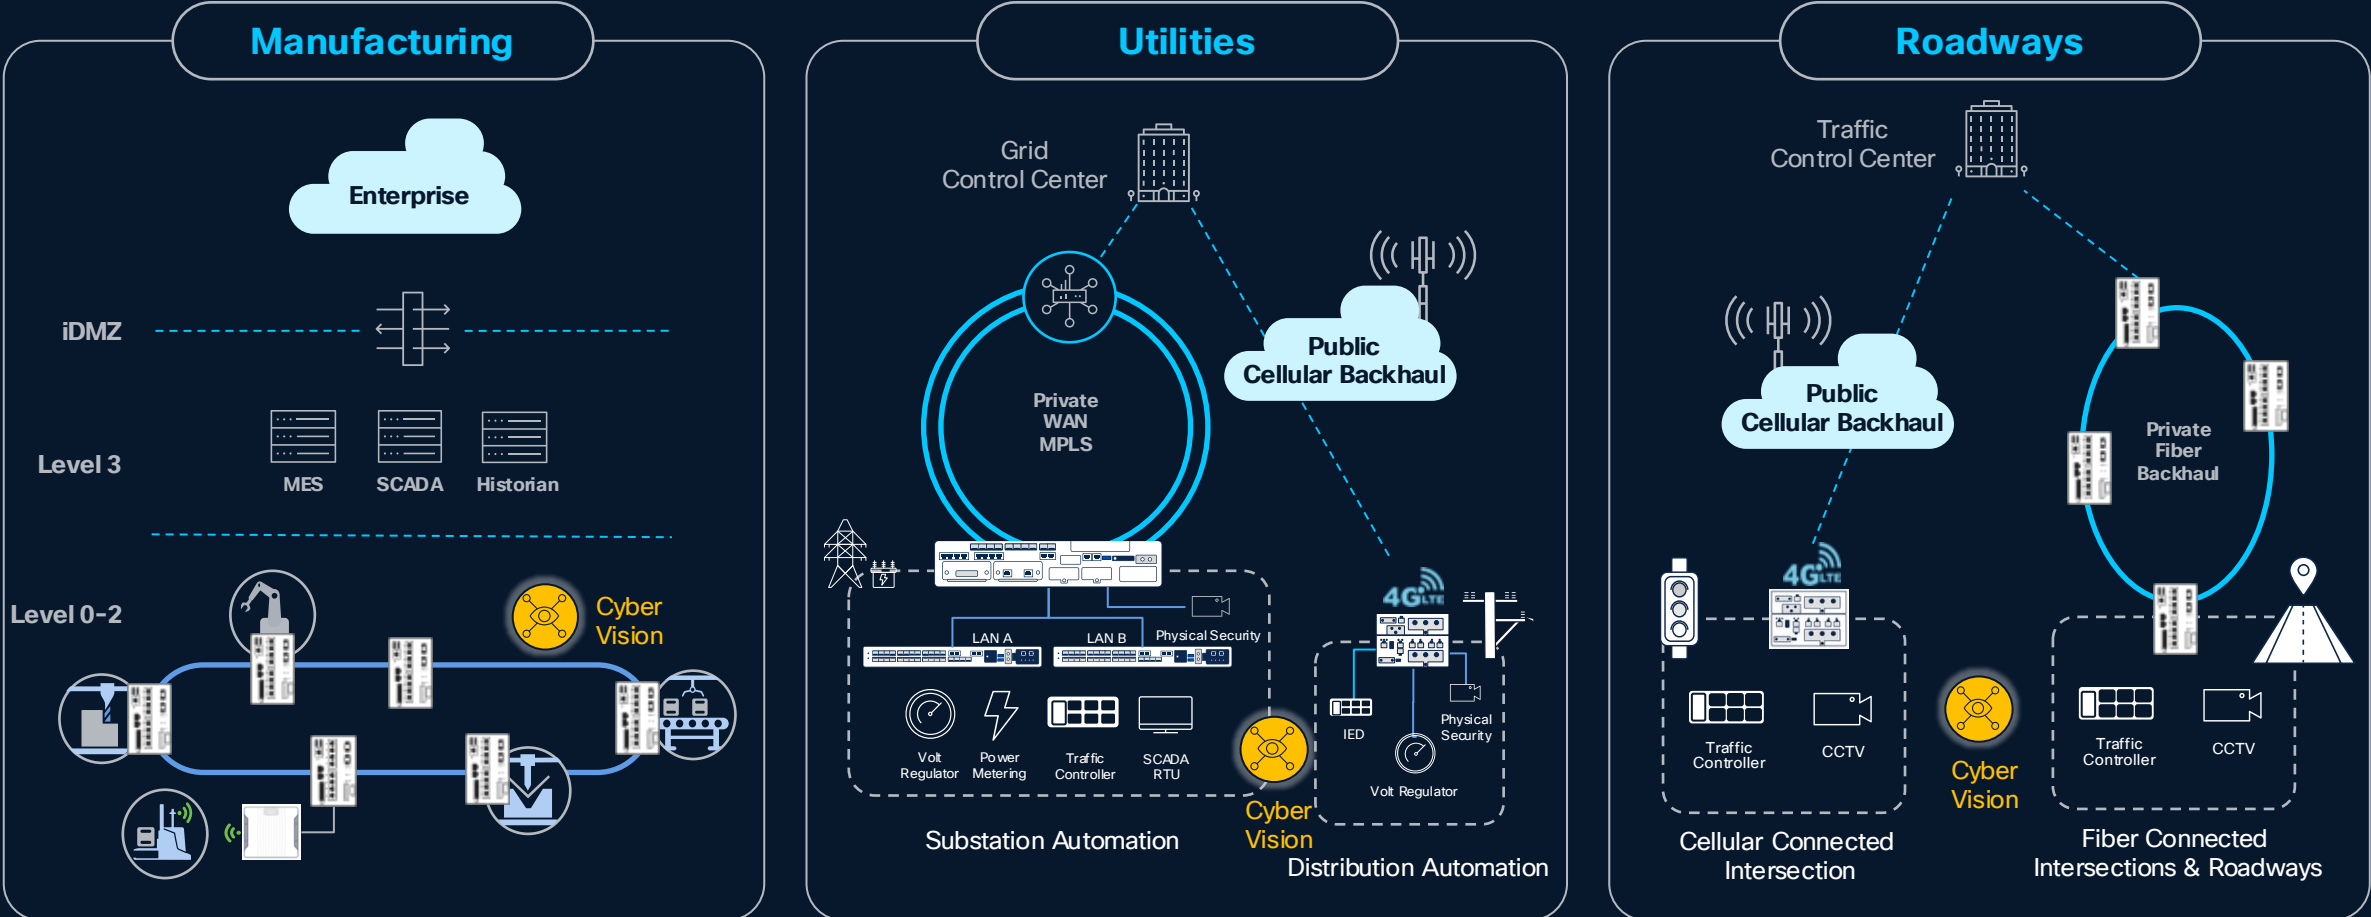 Manufacturing
Enterprise
iDMZ
Level 3
MES
SCADA
Historian
Level 0-2
Cyber
Vision
Utilities
Grid
Control Center
Public
Cellular Backhaul
Private
WAN
MPLS
4G LTE
LAN A
LAN B
Physical Security
Volt
Regulator
Power
Metering
Traffic
Controller
SCADA
RTU
IED
Physical
Security
Volt Regulator
Cyber
Vision
Substation Automation
Distribution Automation
Roadways
Traffic
Control Center
Public
Cellular Backhaul
Private
Fiber
Backhaul
4G LTE
Traffic
Controller
CCTV
Cyber
Vision
Traffic
Controller
CCTV
Cellular Connected
Intersection
Fiber Connected
Intersections & Roadways